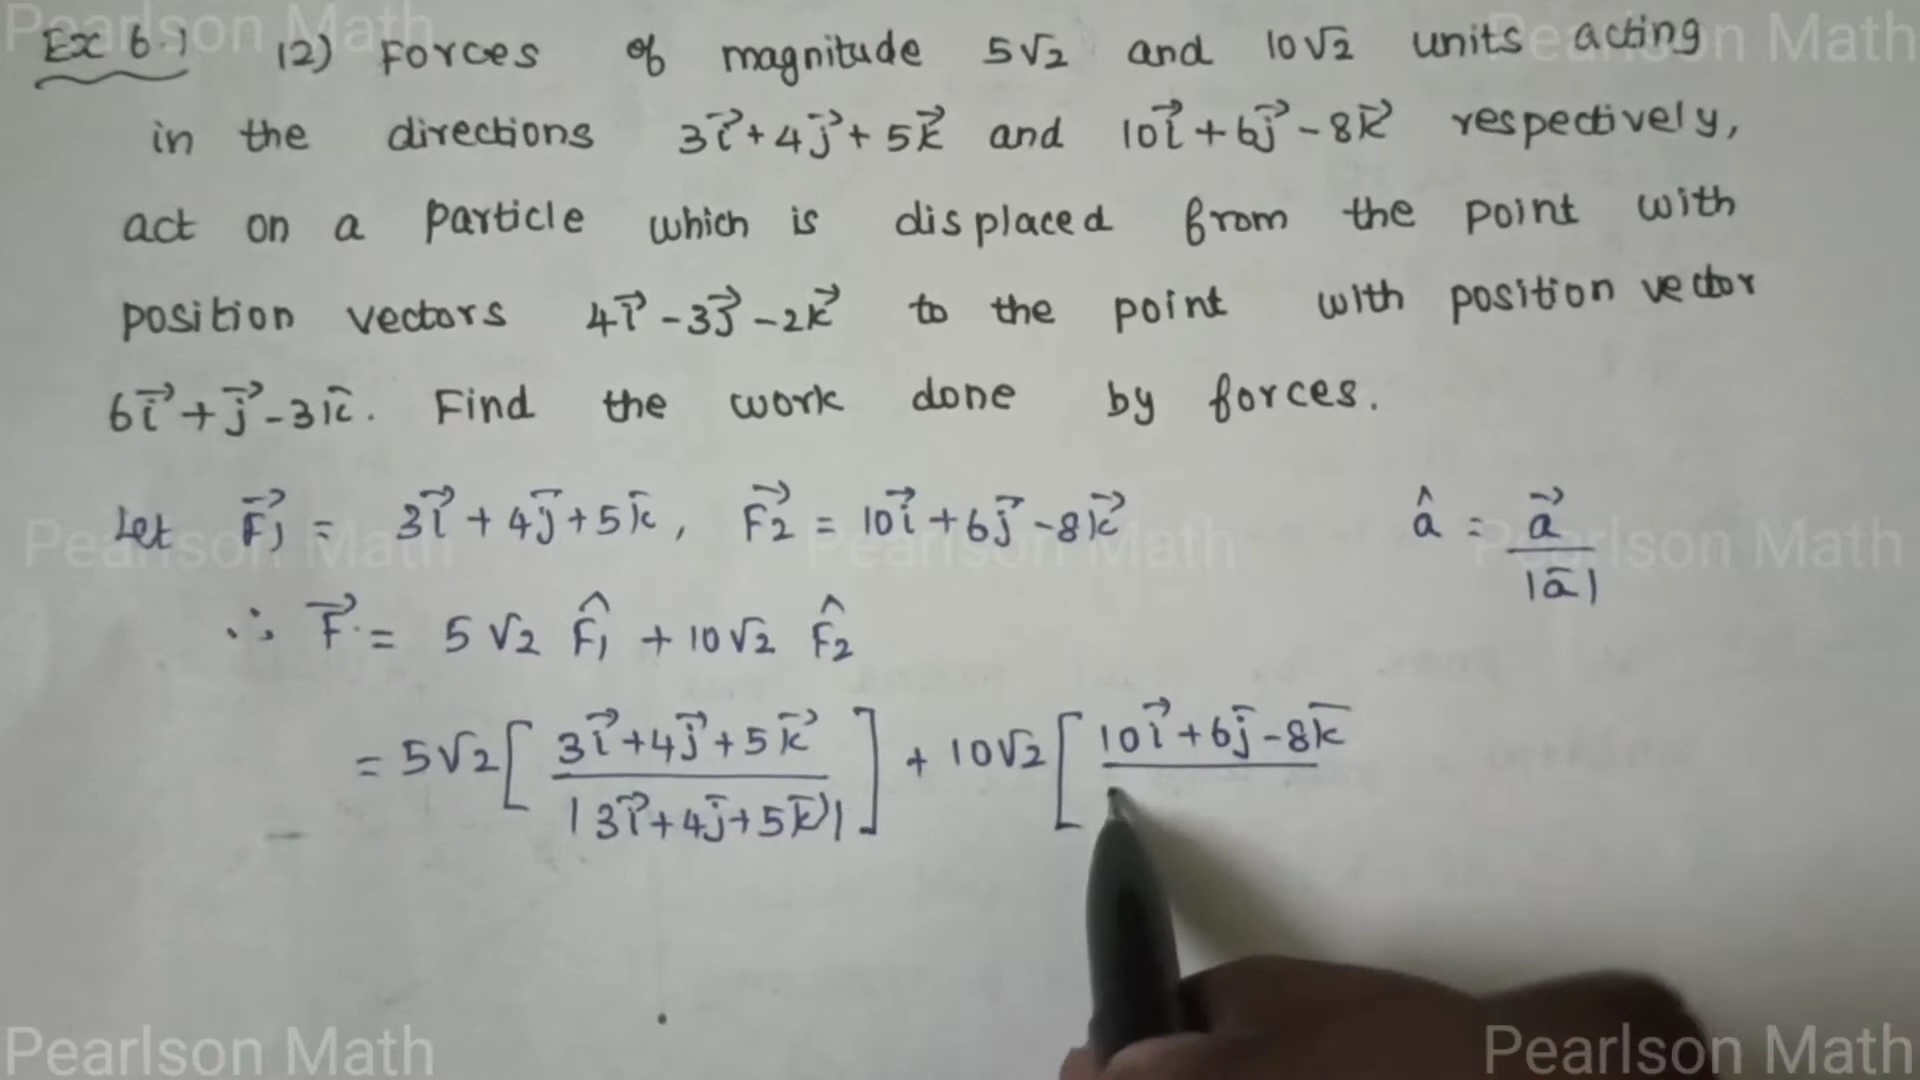 Pearlson Math
Pearlson Math
Ex 6.1 12) Forces of magnitude 5√2 and 10√2 units acting
in the directions 3i⃗+4j⃗+5k⃗ and 10i⃗+6j⃗-8k⃗ respectively,
act on a particle which is displaced from the point with
position vectors 4i⃗-3j⃗-2k⃗ to the point with position vector
6i⃗+j⃗-3k̄. Find the work done by forces.
Let F⃗₁ = 3i⃗+4j̄+5k̄, F⃗₂ = 10i⃗+6j⃗-8k⃗ â = a⃗/|ā|
Pearlson Math Pearlson Math Pearlson Math
∴ F⃗ = 5√2 F̂₁ + 10√2 F̂₂
= 5√2 [ 3i⃗+4j⃗+5k⃗ / |3i⃗+4j̄+5k̄| ] + 10√2 [ 10i⃗+6j̄-8k̄
Pearlson Math
Pearlson Math